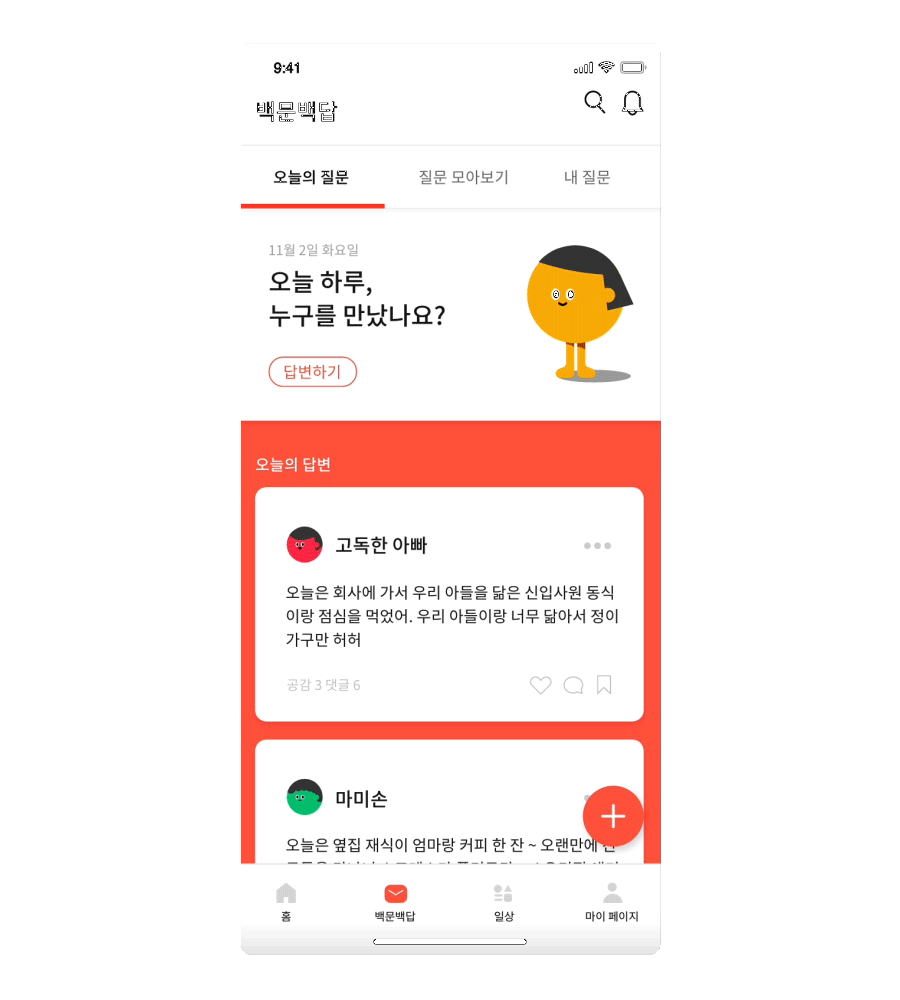 9:41
백문백답
오늘의 질문 질문 모아보기 내 질문
11월 2일 화요일
오늘 하루,
누구를 만났나요?
답변하기
오늘의 답변
고독한 아빠
오늘은 회사에 가서 우리 아들을 닮은 신입사원 동식
이랑 점심을 먹었어. 우리 아들이랑 너무 닮아서 정이
가구만 허허
공감 3 댓글 6
마미손
오늘은 옆집 재식이 엄마랑 커피 한 잔 ~ 오랜만에
홈 백문백답 일상 마이 페이지